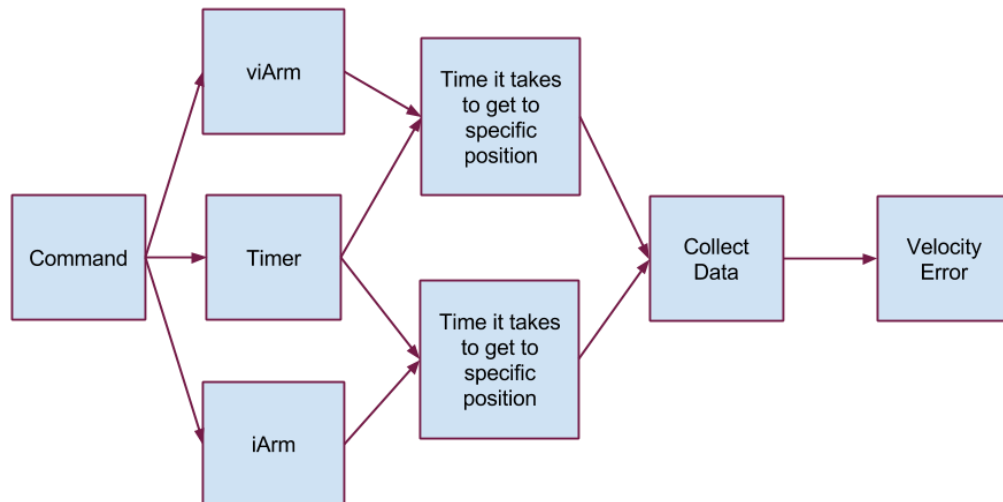 viArm
Time it takes
to get to
specific
position
Command
Timer
Collect
Data
Velocity
Error
Time it takes
to get to
specific
position
iArm